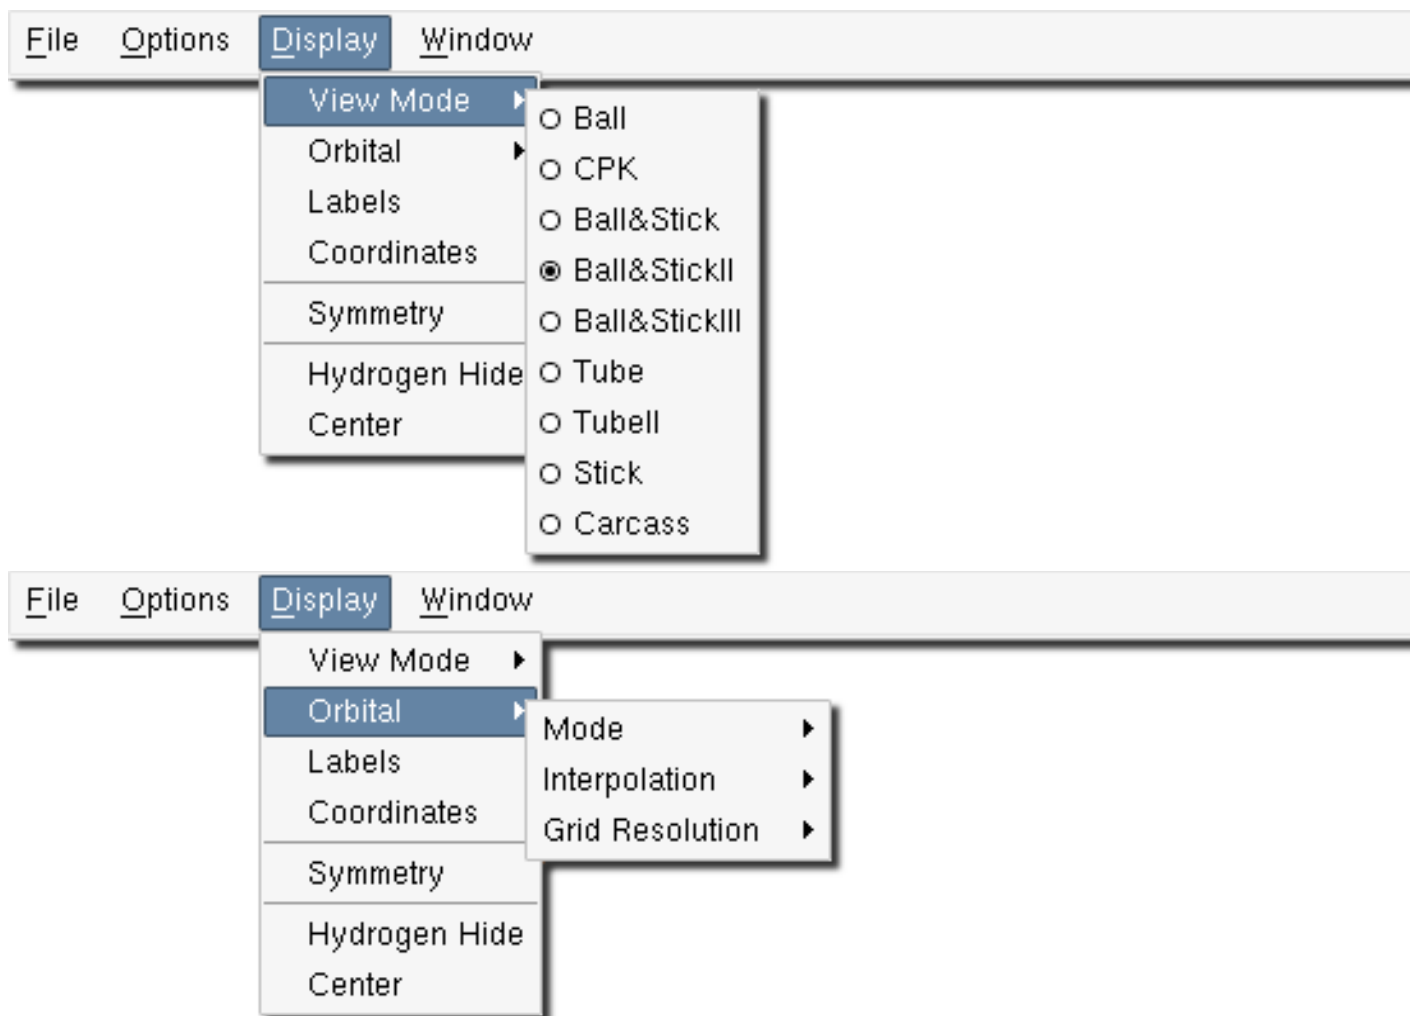 File Options Display Window
View Mode
Orbital
Labels
Coordinates
Symmetry
Hydrogen Hide
Center
Ball
CPK
Ball&Stick
Ball&StickII
Ball&StickIII
Tube
TubeII
Stick
Carcass
File Options Display Window
View Mode
Orbital
Labels
Coordinates
Symmetry
Hydrogen Hide
Center
Mode
Interpolation
Grid Resolution